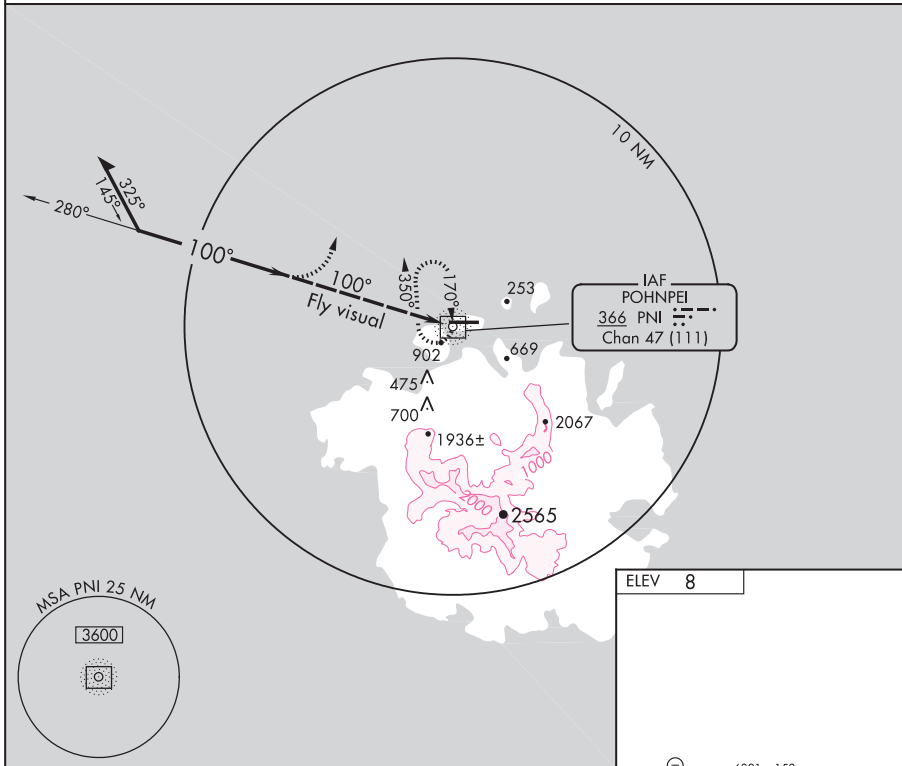 10 NM
325°
145°
280°
100°
100°
Fly visual
350°
170°
253
IAF
POHNPEI
366 PNI
Chan 47 (111)
902
669
475
700
1936±
2067
1000
2000
2565
MSA PNI 25 NM
3600
ELEV 8